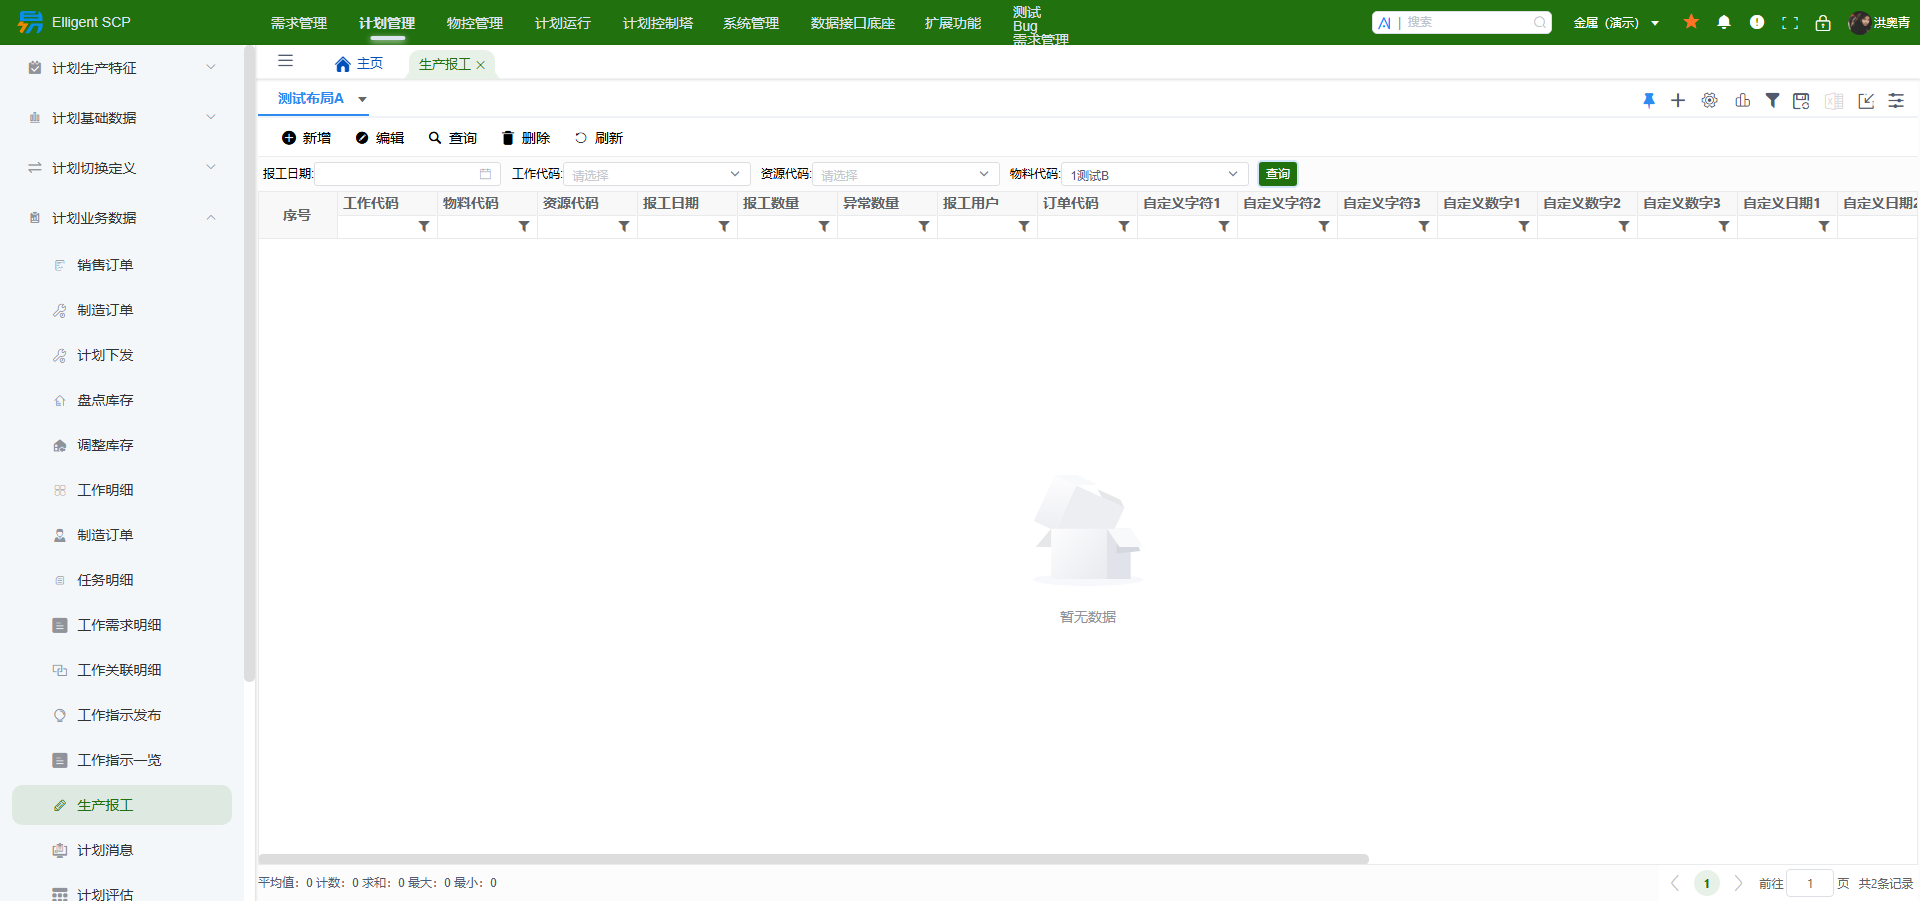 Elligent SCP
需求管理
计划管理
物控管理
计划运行
计划控制塔
系统管理
数据接口底座
扩展功能
测试
Bug
需求管理
搜索
金属（演示）
洪奥青
计划生产特征
计划基础数据
计划切换定义
计划业务数据
销售订单
制造订单
计划下发
盘点库存
调整库存
工作明细
制造订单
任务明细
工作需求明细
工作关联明细
工作指示发布
工作指示一览
生产报工
计划消息
计划评估
主页
生产报工
测试布局A
新增
编辑
查询
删除
刷新
报工日期:
工作代码: 请选择
资源代码: 请选择
物料代码: 1测试B
查询
序号
工作代码
物料代码
资源代码
报工日期
报工数量
异常数量
报工用户
订单代码
自定义字符1
自定义字符2
自定义字符3
自定义数字1
自定义数字2
自定义数字3
自定义日期1
自定义日期2
暂无数据
平均值：0 计数：0 求和：0 最大：0 最小：0
1
前往 1 页 共2条记录